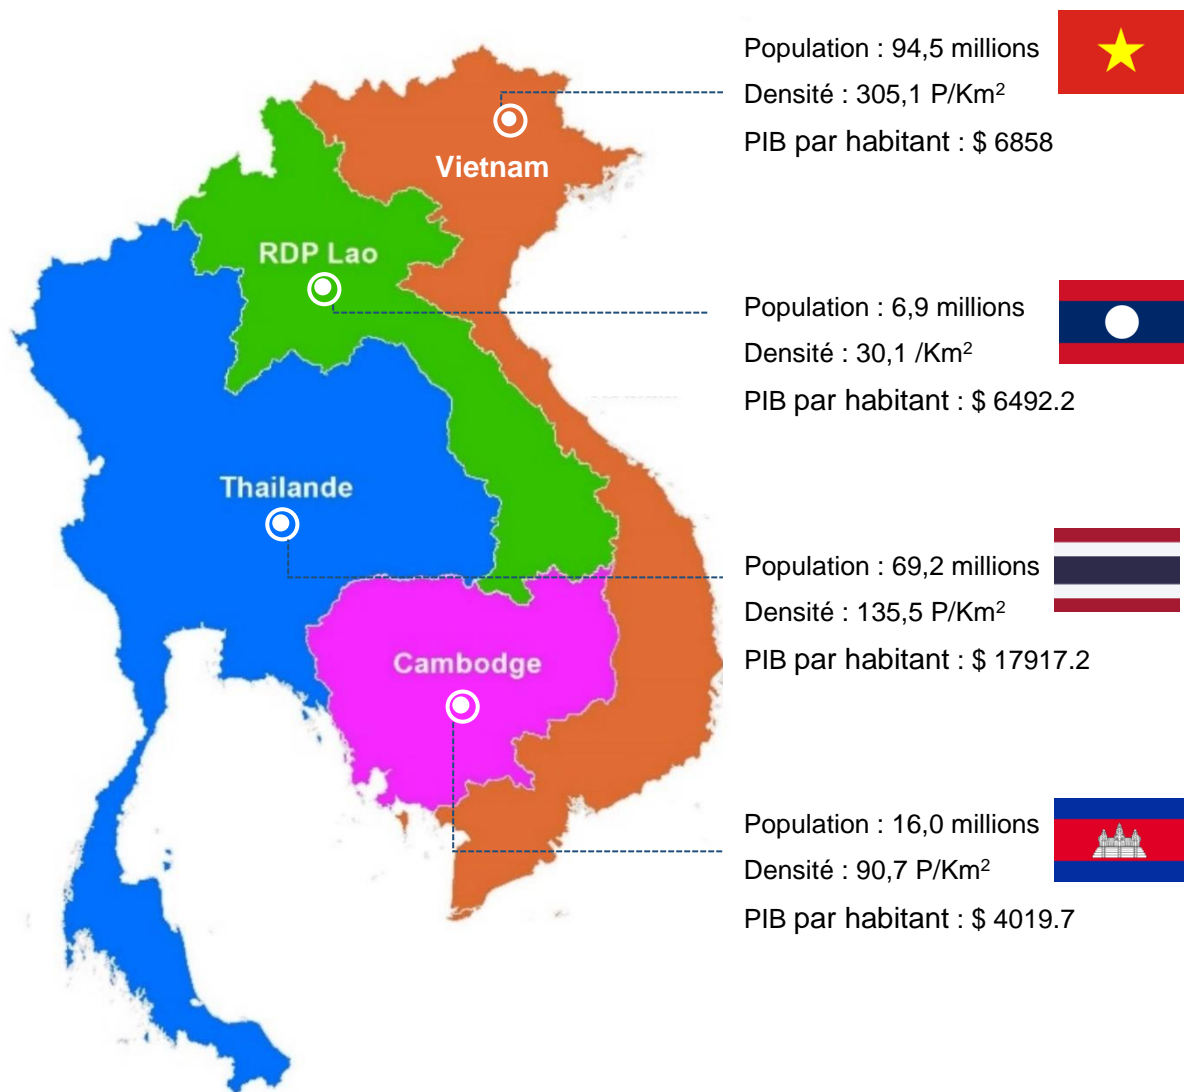 Population : 94,5 millions
Densité : 305,1 P/Km²
PIB par habitant : $ 6858
Vietnam
RDP Lao
Population : 6,9 millions
Densité : 30,1 /Km²
PIB par habitant : $ 6492.2
Thailande
Population : 69,2 millions
Densité : 135,5 P/Km²
PIB par habitant : $ 17917.2
Cambodge
Population : 16,0 millions
Densité : 90,7 P/Km²
PIB par habitant : $ 4019.7